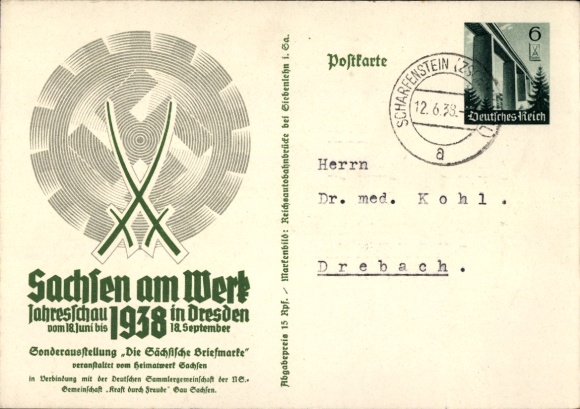 Sachsen am Werk
Jahresschau 1938 in Dresden
vom 18. Juni bis 18. September
Sonderausstellung „Die Sächsische Briefmarke“
veranstaltet vom Heimatwerk Sachsen
in Verbindung mit der Deutschen Sammlergemeinschaft der NS.-
Gemeinschaft „Kraft durch Freude“ Gau Sachsen.
Abgabepreis 15 Rpf. — Markenbild: Reichsautobahnbrücke bei Siebenlehn i. Sa.
Postkarte
6
Deutsches Reich
SCHARFENSTEIN
12.6.38.
a
Herrn
Dr. med. Kohl.
Drebach.